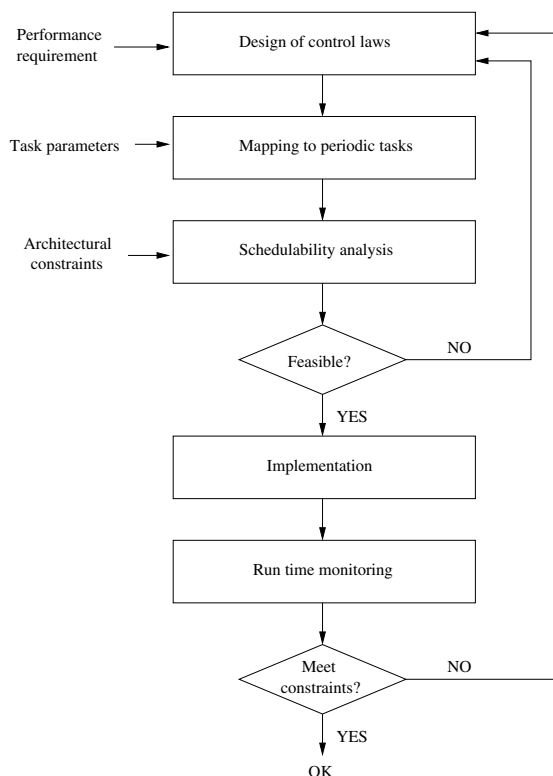 Performance
requirement
Design of control laws
Task parameters
Mapping to periodic tasks
Architectural
constraints
Schedulability analysis
Feasible?
NO
YES
Implementation
Run time monitoring
Meet
constraints?
NO
YES
OK